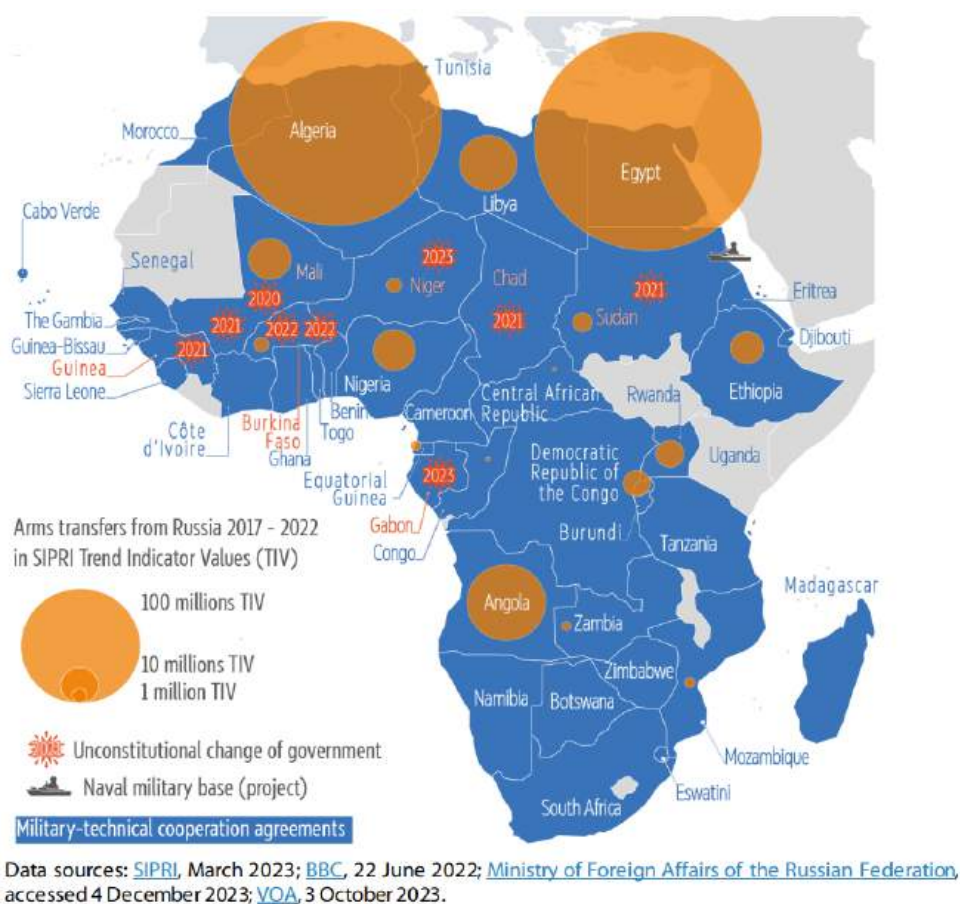 Tunisia
Algeria
Morocco
Egypt
Libya
Cabo Verde
Senegal
Mali
2023
Niger
Chad
2021
Sudan
Eritrea
2020
2021
2022
2022
2021
2021
The Gambia
Guinea-Bissau
Guinea
Sierra Leone
Djibouti
Nigeria
Ethiopia
Central African
Republic
Rwanda
Benin
Cameroon
Togo
Côte
d'Ivoire
Burkina
Faso
Ghana
Uganda
Democratic
Republic of
the Congo
Equatorial
Guinea
2023
Gabon
Congo
Burundi
Tanzania
Arms transfers from Russia 2017 - 2022
in SIPRI Trend Indicator Values (TIV)
100 millions TIV
10 millions TIV
1 million TIV
Angola
Zambia
Madagascar
Zimbabwe
Namibia
Botswana
Mozambique
Eswatini
South Africa
Unconstitutional change of government
Naval military base (project)
Military-technical cooperation agreements
Data sources: SIPRI, March 2023; BBC, 22 June 2022; Ministry of Foreign Affairs of the Russian Federation,
accessed 4 December 2023; VOA, 3 October 2023.